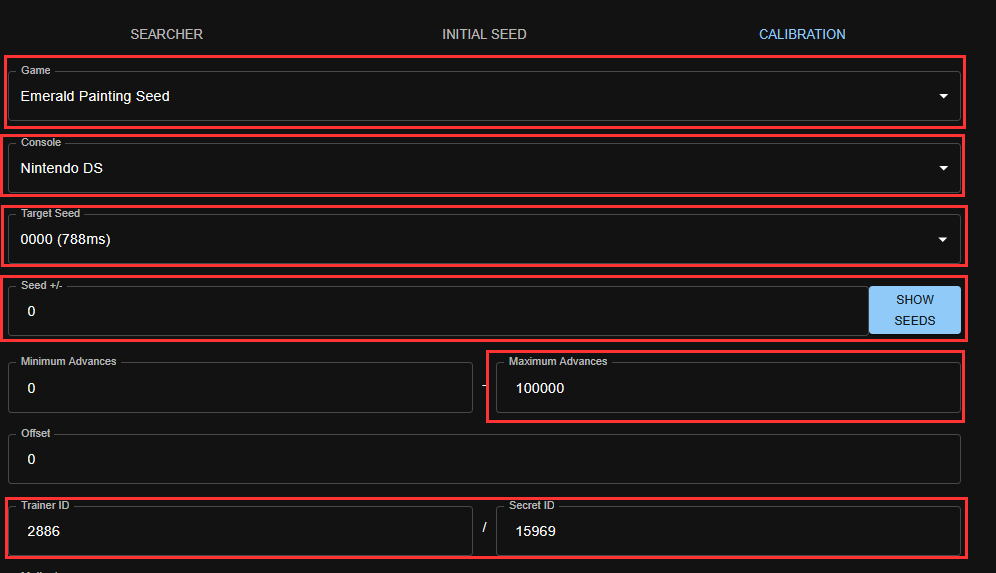 SEARCHER INITIAL SEED CALIBRATION
Game
Emerald Painting Seed
Console
Nintendo DS
Target Seed
0000 (788ms)
Seed +/-
0
SHOW
SEEDS
Minimum Advances
0
-
Maximum Advances
100000
Offset
0
Trainer ID
2886
/
Secret ID
15969